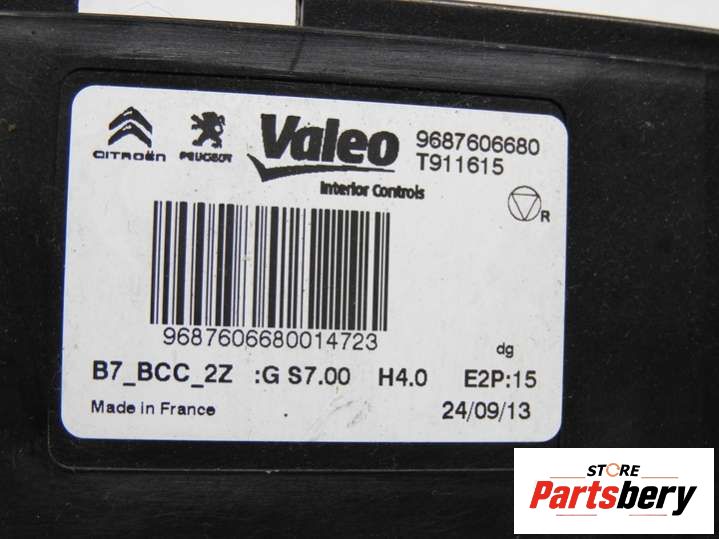 CITROËN PEUGEOT Valeo 9687606680
T911615
Interior Controls
R
9687606680014723
dg
B7_BCC_2Z :G S7.00 H4.0 E2P:15
Made in France 24/09/13
STORE
Partsbery